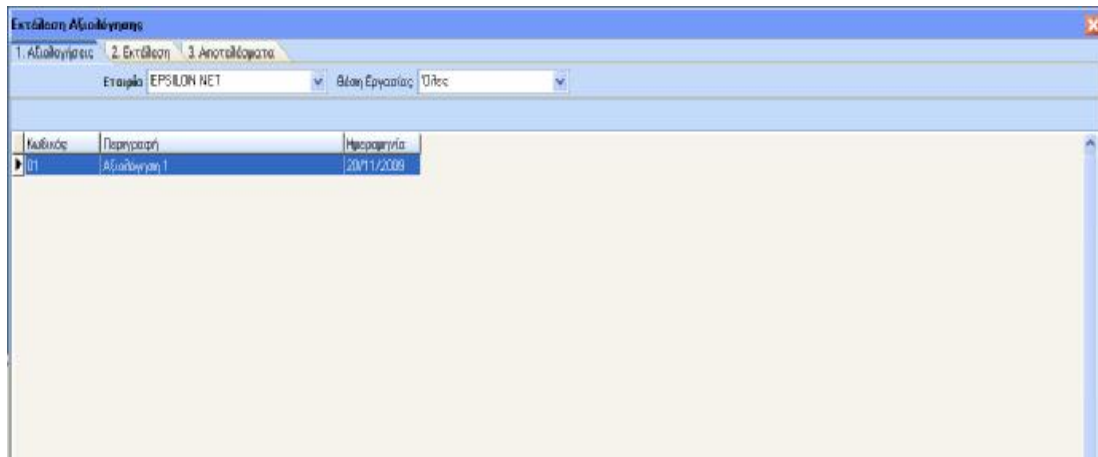 Εκτέλεση Αξιολόγησης
1. Αξιολογήσεις 2. Εκτέλεση 3. Αποτελέσματα
Εταιρία EPSILON NET Θέση Εργασίας Όλες
Κωδικός Περιγραφή Ημερομηνία
01 Αξιολόγηση 1 20/11/2009